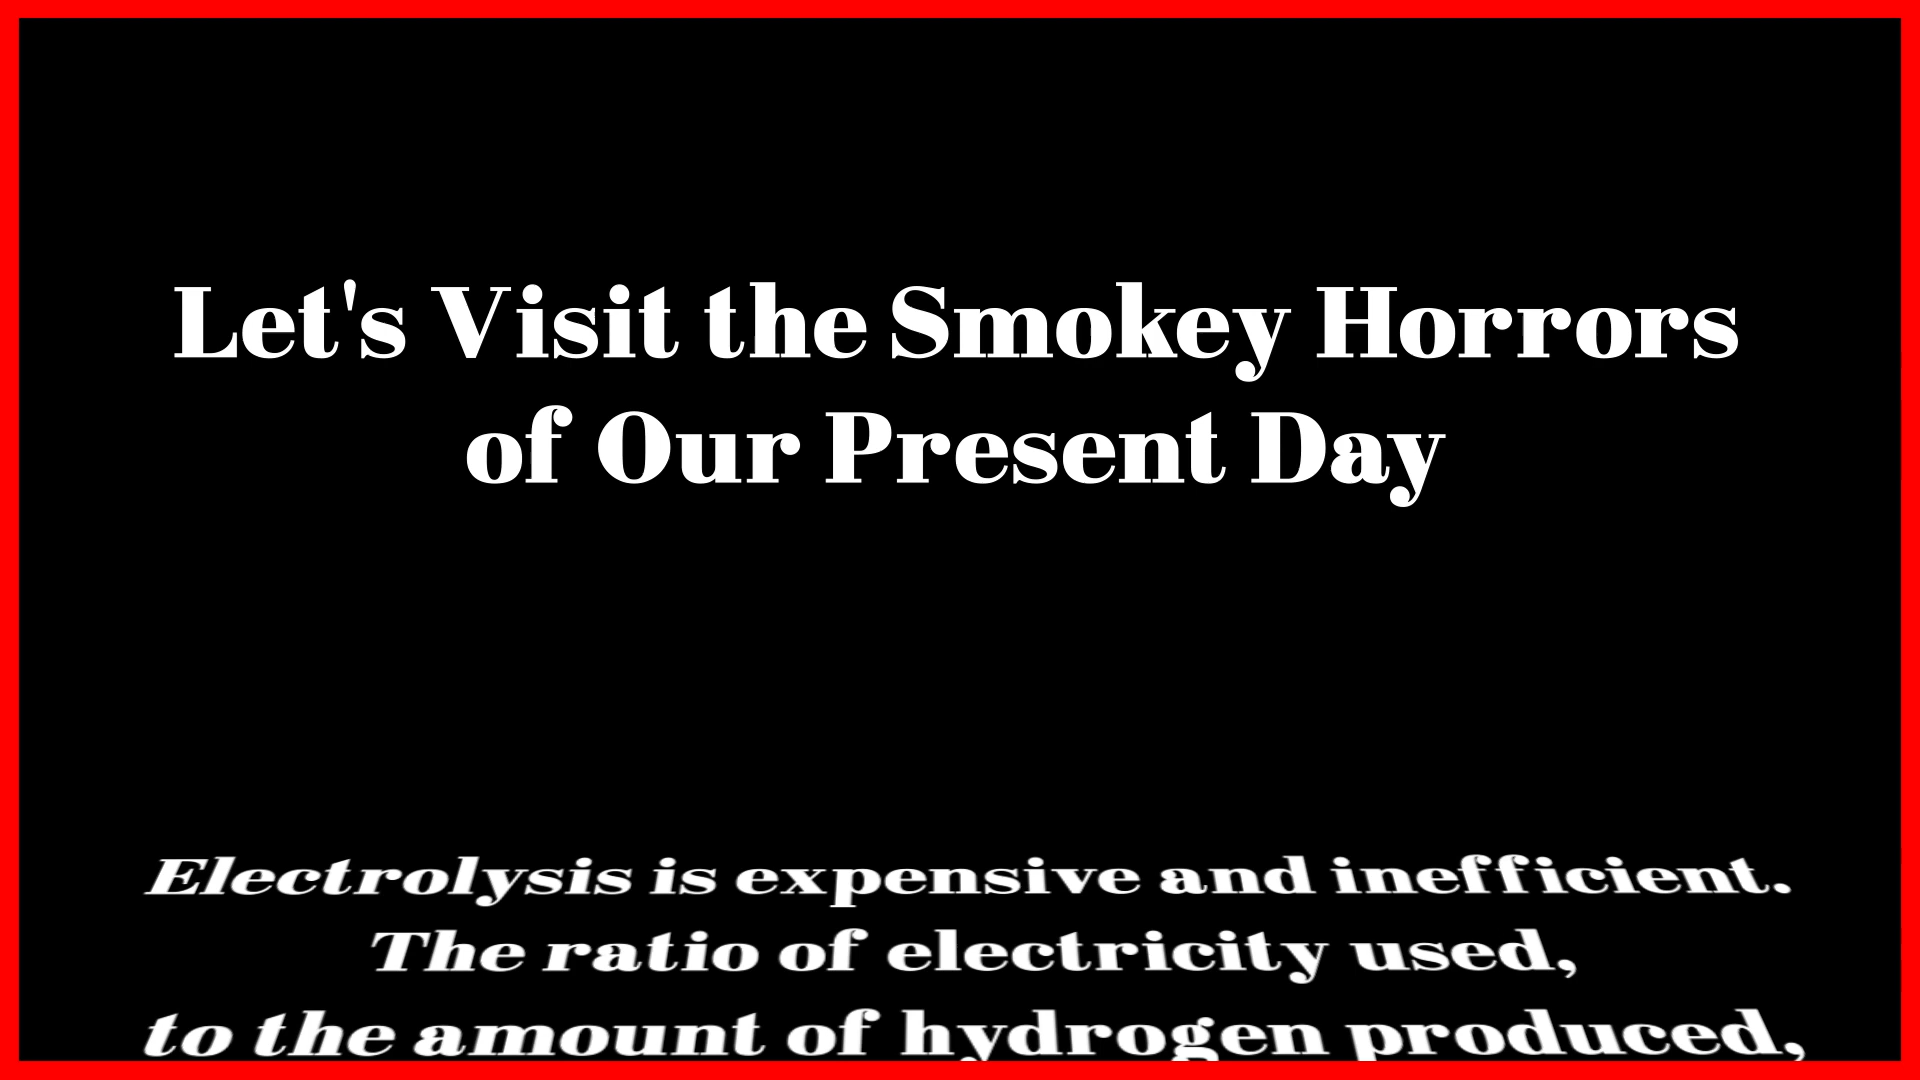 Let's Visit the Smokey Horrors
of Our Present Day
Electrolysis is expensive and inefficient.
The ratio of electricity used,
to the amount of hydrogen produced,